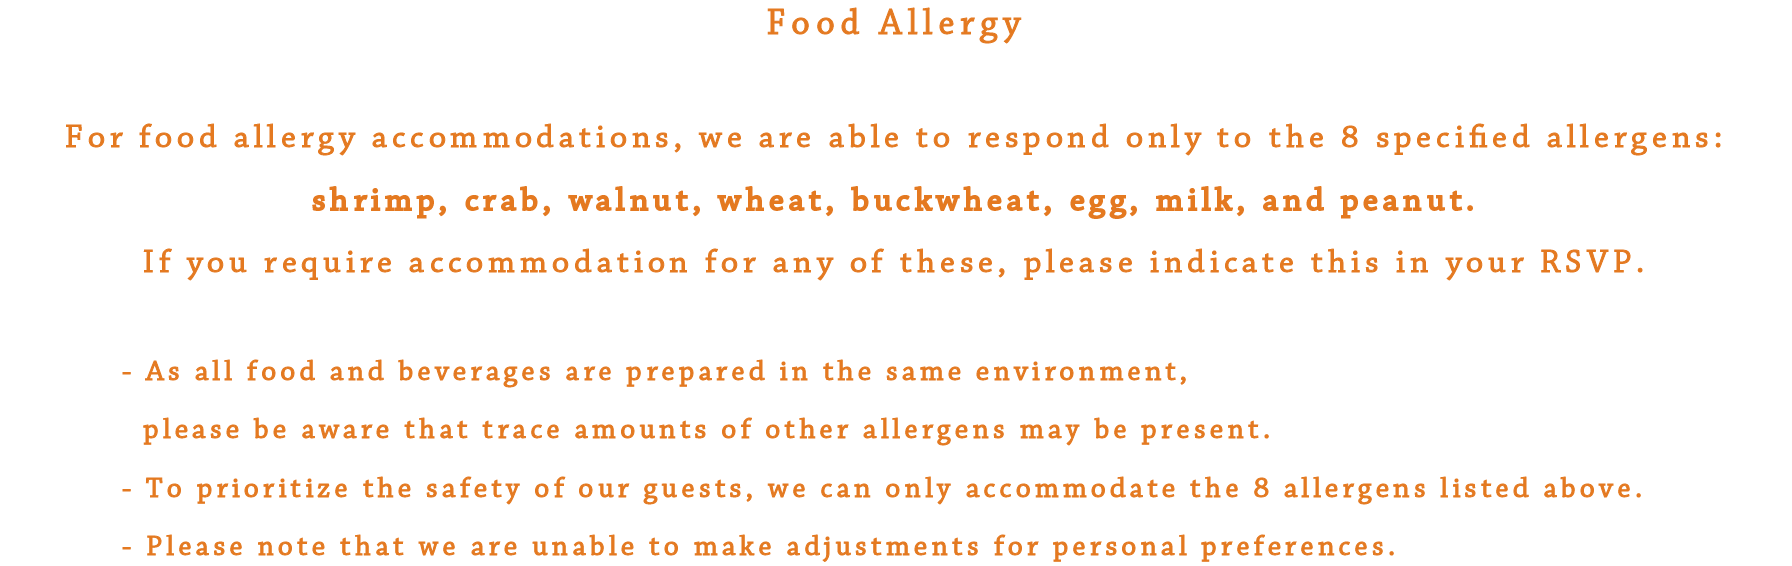 Food Allergy
For food allergy accommodations, we are able to respond only to the 8 specified allergens:
shrimp, crab, walnut, wheat, buckwheat, egg, milk, and peanut.
If you require accommodation for any of these, please indicate this in your RSVP.
- As all food and beverages are prepared in the same environment,
please be aware that trace amounts of other allergens may be present.
- To prioritize the safety of our guests, we can only accommodate the 8 allergens listed above.
- Please note that we are unable to make adjustments for personal preferences.